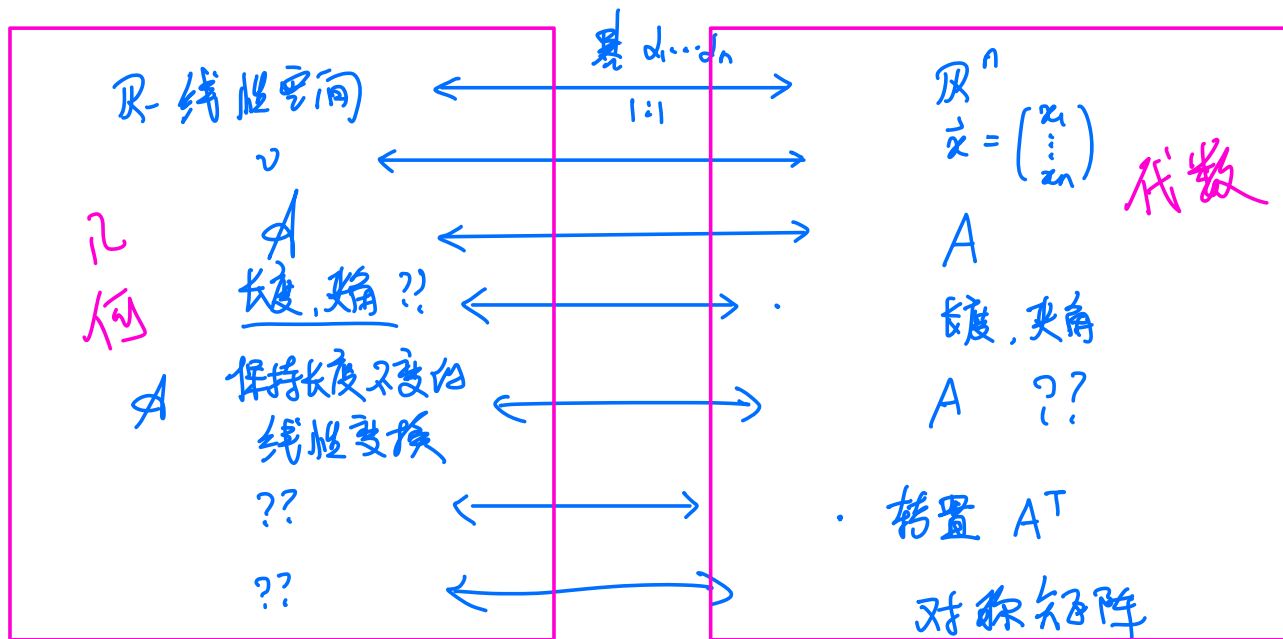 基 α₁…αₙ
R-线性空间
1:1
Rⁿ
v
x⃗ = (x₁ ⋮ xₙ)
代数
几何
𝒜
A
长度,夹角 ??
长度,夹角
𝒜 保持长度不变的
线性变换
A ??
??
· 转置 Aᵀ
??
对称矩阵